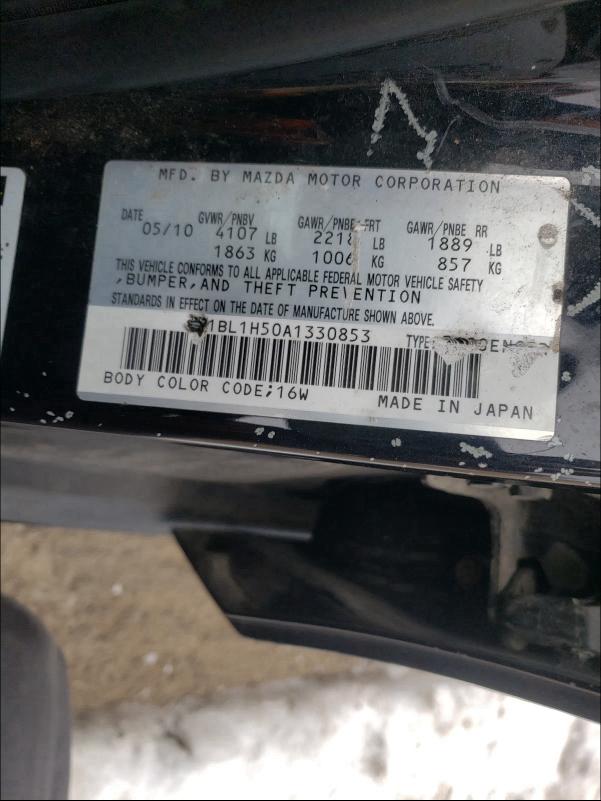 MFD. BY MAZDA MOTOR CORPORATION
DATE GVWR/PNBV GAWR/PNBE FRT GAWR/PNBE RR
05/10 4107 LB 2218 LB 1889 LB
1863 KG 1006 KG 857 KG
THIS VEHICLE CONFORMS TO ALL APPLICABLE FEDERAL MOTOR VEHICLE SAFETY
,BUMPER,AND THEFT PREVENTION
STANDARDS IN EFFECT ON THE DATE OF MANUFACTURE SHOWN ABOVE.
1BL1H50A1330853 TYPE:
BODY COLOR CODE;16W MADE IN JAPAN